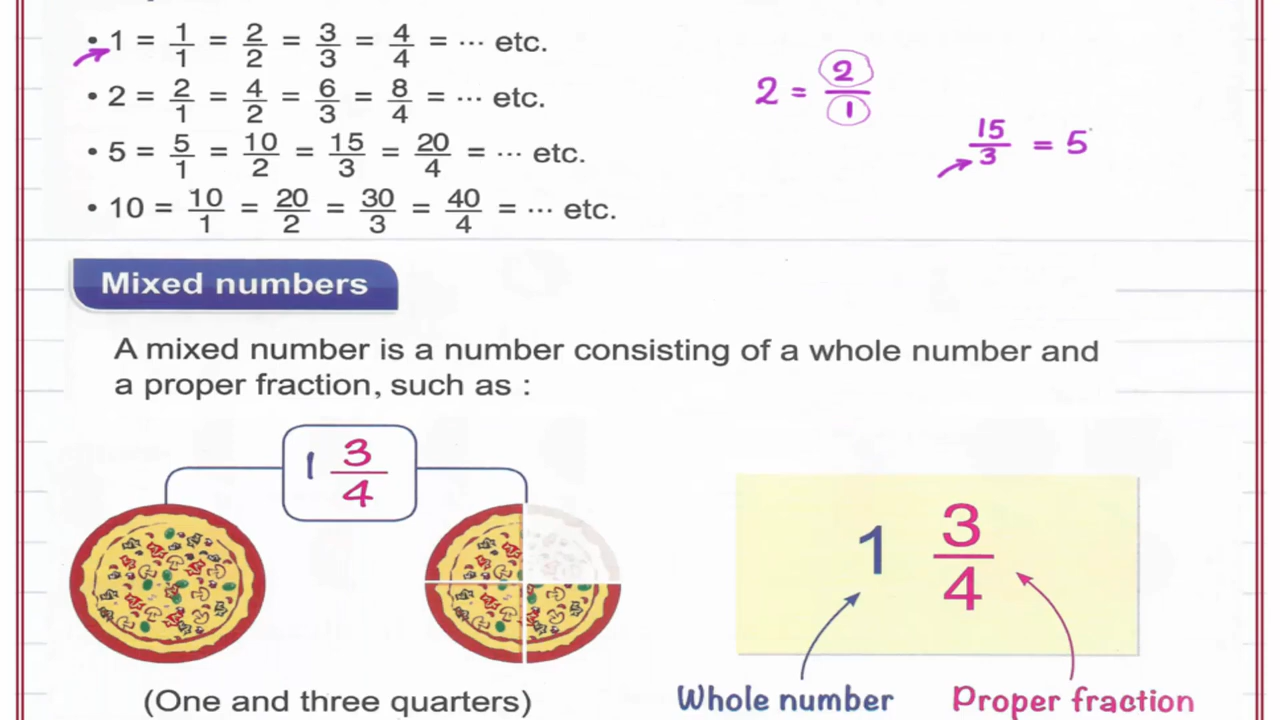 • 1 = 1/1 = 2/2 = 3/3 = 4/4 = ··· etc.
• 2 = 2/1 = 4/2 = 6/3 = 8/4 = ··· etc.
• 5 = 5/1 = 10/2 = 15/3 = 20/4 = ··· etc.
• 10 = 10/1 = 20/2 = 30/3 = 40/4 = ··· etc.
2 = 2/1
15/3 = 5
Mixed numbers
A mixed number is a number consisting of a whole number and
a proper fraction, such as :
1 3/4
(One and three quarters)
1 3/4
Whole number
Proper fraction